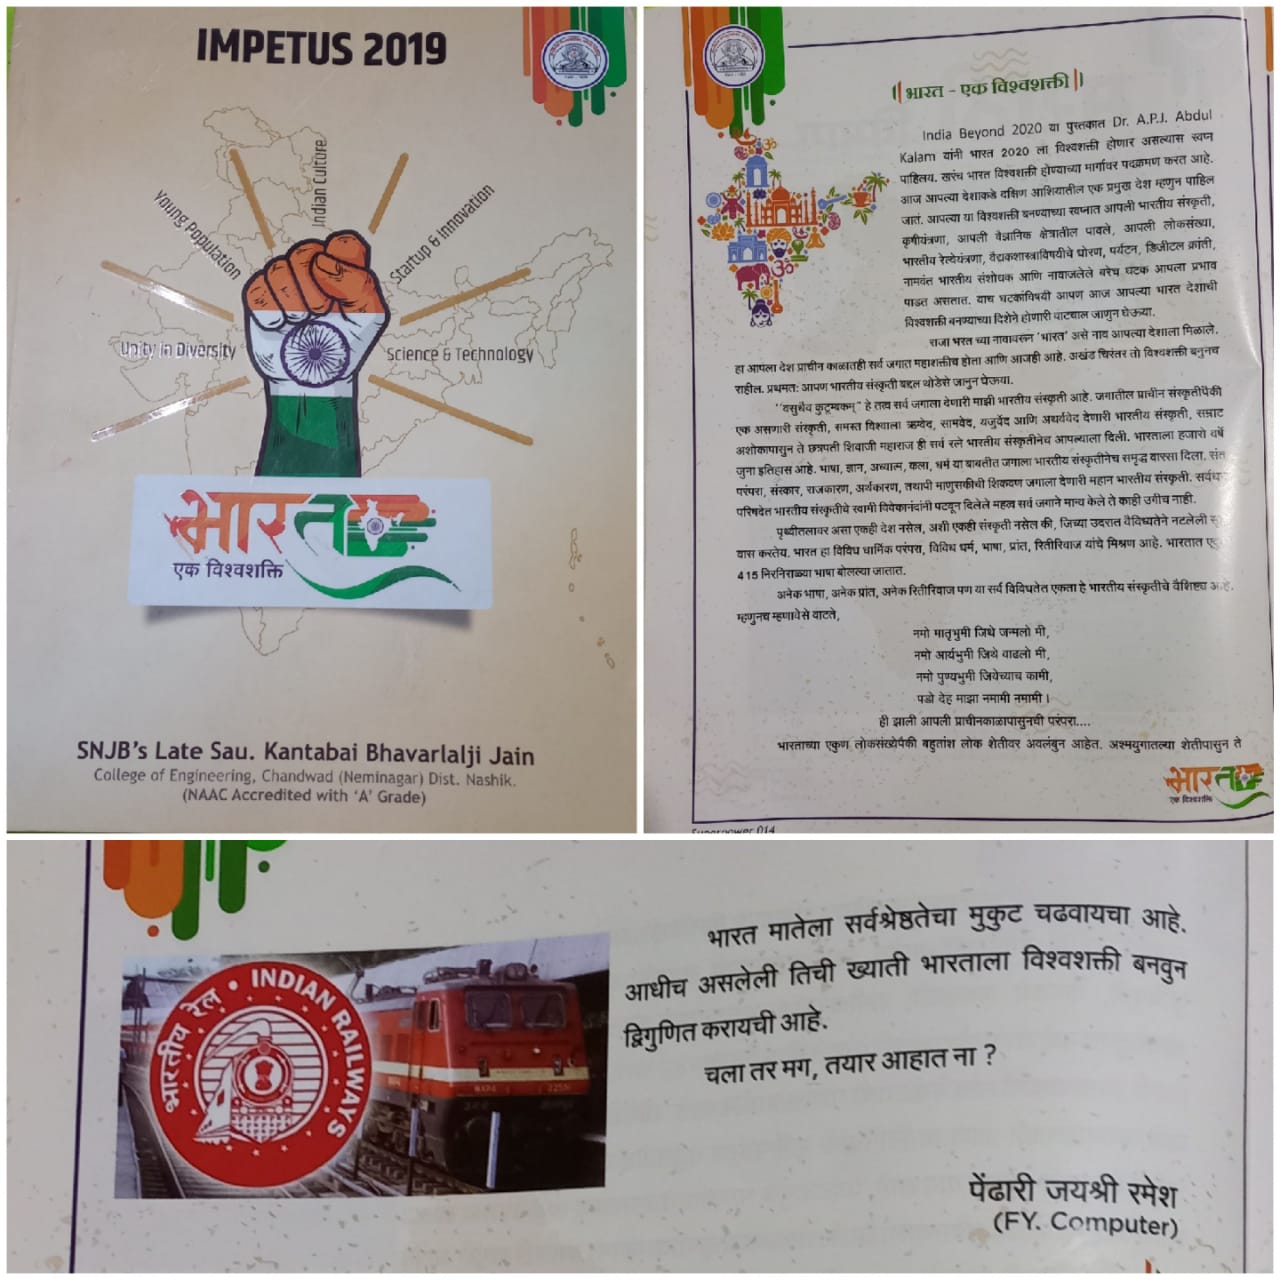 IMPETUS 2019
Young Population
Indian Culture
Startup & Innovation
Unity in Diversity
Science & Technology
भारत
एक विश्वशक्ति
SNJB's Late Sau. Kantabai Bhavarlalji Jain
College of Engineering, Chandwad (Neminagar) Dist. Nashik.
(NAAC Accredited with 'A' Grade)
भारत - एक विश्वशक्ती
India Beyond 2020 या पुस्तकात Dr. A.P.J. Abdul
Kalam यांनी भारत 2020 ला विश्वशक्ती होणार असल्यास स्वप्न
पाहिलय. खरंच भारत विश्वशक्ती होण्याच्या मार्गावर पदक्रमण करत आहे.
आज आपल्या देशाकडे दक्षिण आशियातील एक प्रमुख देश म्हणुन पाहिल
जातं. आपल्या या विश्वशक्ती बनण्याच्या स्वप्नात आपली भारतीय संस्कृती,
कृषीयंत्रणा, आपली वैज्ञानिक क्षेत्रातील पावले, आपली लोकसंख्या,
भारतीय रेल्वेयंत्रणा, वैद्यकशास्त्राविषयीचे धोरण, पर्यटन, डिजीटल क्रांती,
नामवंत भारतीय संशोधक आणि नावाजलेले बरेच घटक आपला प्रभाव
पाडत असतात. याच घटकांविषयी आपण आज आपल्या भारत देशाची
विश्वशक्ती बनण्याच्या दिशेने होणारी वाटचाल जाणुन घेऊया.
राजा भरत च्या नावावरून 'भारत' असे नाव आपल्या देशाला मिळाले.
हा आपला देश प्राचीन काळातही सर्व जगात महाशक्तीच होता आणि आजही आहे. अखंड चिरंतर तो विश्वशक्ती बनुनच
राहील. प्रथमतः आपण भारतीय संस्कृती बद्दल थोडेसे जानुन घेऊया.
"वसुधैव कुटूम्बकम्" हे तत्व सर्व जगाला देणारी माझी भारतीय संस्कृती आहे. जगातील प्राचीन संस्कृतीपैकी
एक असणारी संस्कृती, समस्त विश्वाला ऋग्वेद, सामवेद, यजुर्वेद आणि अथर्ववेद देणारी भारतीय संस्कृती, सम्राट
अशोकापासुन ते छत्रपती शिवाजी महाराज ही सर्व रत्ने भारतीय संस्कृतीनेच आपल्याला दिली. भारताला हजारो वर्षे
जुना इतिहास आहे. भाषा, ज्ञान, अध्यात्म, कला, धर्म या बाबतीत जगाला भारतीय संस्कृतीनेच समृद्ध वारसा दिला. संत
परंपरा, संस्कार, राजकारण, अर्थकारण, तथापी माणुसकीची शिकवण जगाला देणारी महान भारतीय संस्कृती.
परिषदेत भारतीय संस्कृतीचे स्वामी विवेकानंदांनी पटवून दिलेले महत्व सर्व जगाने मान्य केले ते काही उगीच नाही.
पृथ्वीतलावर असा एकही देश नसेल, अशी एकही संस्कृती नसेल की, जिच्या उदरात वैविध्यतेने नटलेली
वास करतेय. भारत हा विविध धार्मिक परंपरा, विविध धर्म, भाषा, प्रांत, रितीरिवाज यांचे मिश्रण आहे. भारतात
415 निरनिराळ्या भाषा बोलल्या जातात.
अनेक भाषा, अनेक प्रांत, अनेक रितीरिवाज पण या सर्व विविधतेत एकता हे भारतीय संस्कृतीचे वैशिष्ट्य आहे.
म्हणुनच म्हणावेसे वाटते,
नमो मातृभुमी जिथे जन्मलो मी,
नमो आर्यभुमी जिथे वाढलो मी,
नमो पुण्यभुमी जियेच्याच कामी,
पडो देह माझा नमामी नमामी ।
ही झाली आपली प्राचीनकाळापासुनची परंपरा....
भारताच्या एकुण लोकसंख्येपैकी बहुतांश लोक शेतीवर अवलंबुन आहेत. अश्मयुगातल्या शेतीपासुन ते
भारत
एक विश्वशक्ति
Superpower 014
भारतीय रेल • INDIAN RAILWAYS
भारत मातेला सर्वश्रेष्ठतेचा मुकुट चढवायचा आहे.
आधीच असलेली तिची ख्याती भारताला विश्वशक्ती बनवुन
द्विगुणित करायची आहे.
चला तर मग, तयार आहात ना ?
पेंढारी जयश्री रमेश
(FY. Computer)